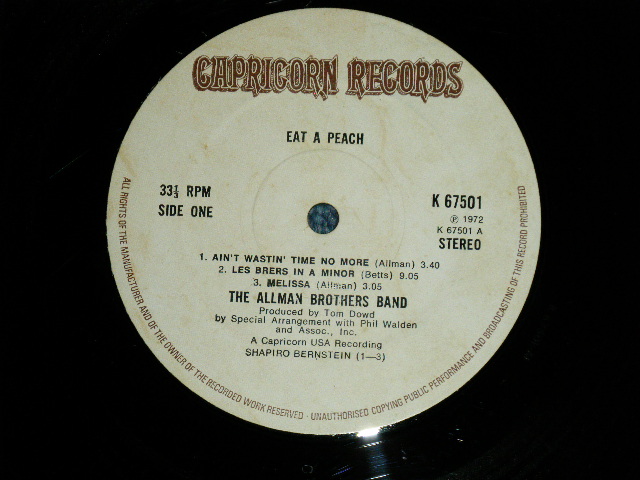 CAPRICORN RECORDS
EAT A PEACH
33⅓ RPM
SIDE ONE
K 67501
Ⓟ 1972
K 67501 A
STEREO
1. AIN'T WASTIN' TIME NO MORE (Allman) 3.40
2. LES BRERS IN A MINOR (Betts) 9.05
3. MELISSA (Allman) 3.05
THE ALLMAN BROTHERS BAND
Produced by Tom Dowd
by Special Arrangement with Phil Walden
and Assoc., Inc.
A Capricorn USA Recording
SHAPIRO BERNSTEIN (1—3)
ALL RIGHTS OF THE MANUFACTURER AND OF THE OWNER OF THE RECORDED WORK RESERVED · UNAUTHORISED COPYING PUBLIC PERFORMANCE AND BROADCASTING OF THIS RECORD PROHIBITED